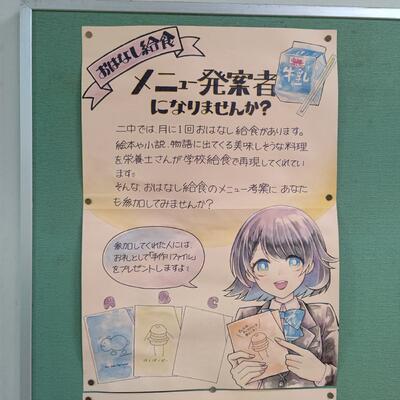 おはなし給食
牛乳
メニュー発案者
になりませんか?
二中では、月に1回おはなし給食があります。
絵本や小説、物語に出てくる美味しそうな料理
を栄養士さんが学校給食で再現してくれてい
ます。
そんな、おはなし給食のメニュー考案に あなた
も参加してみませんか?
参加してくれた人には、
お礼として「手作りファイル」
をプレゼントしますよ!
A
B
C